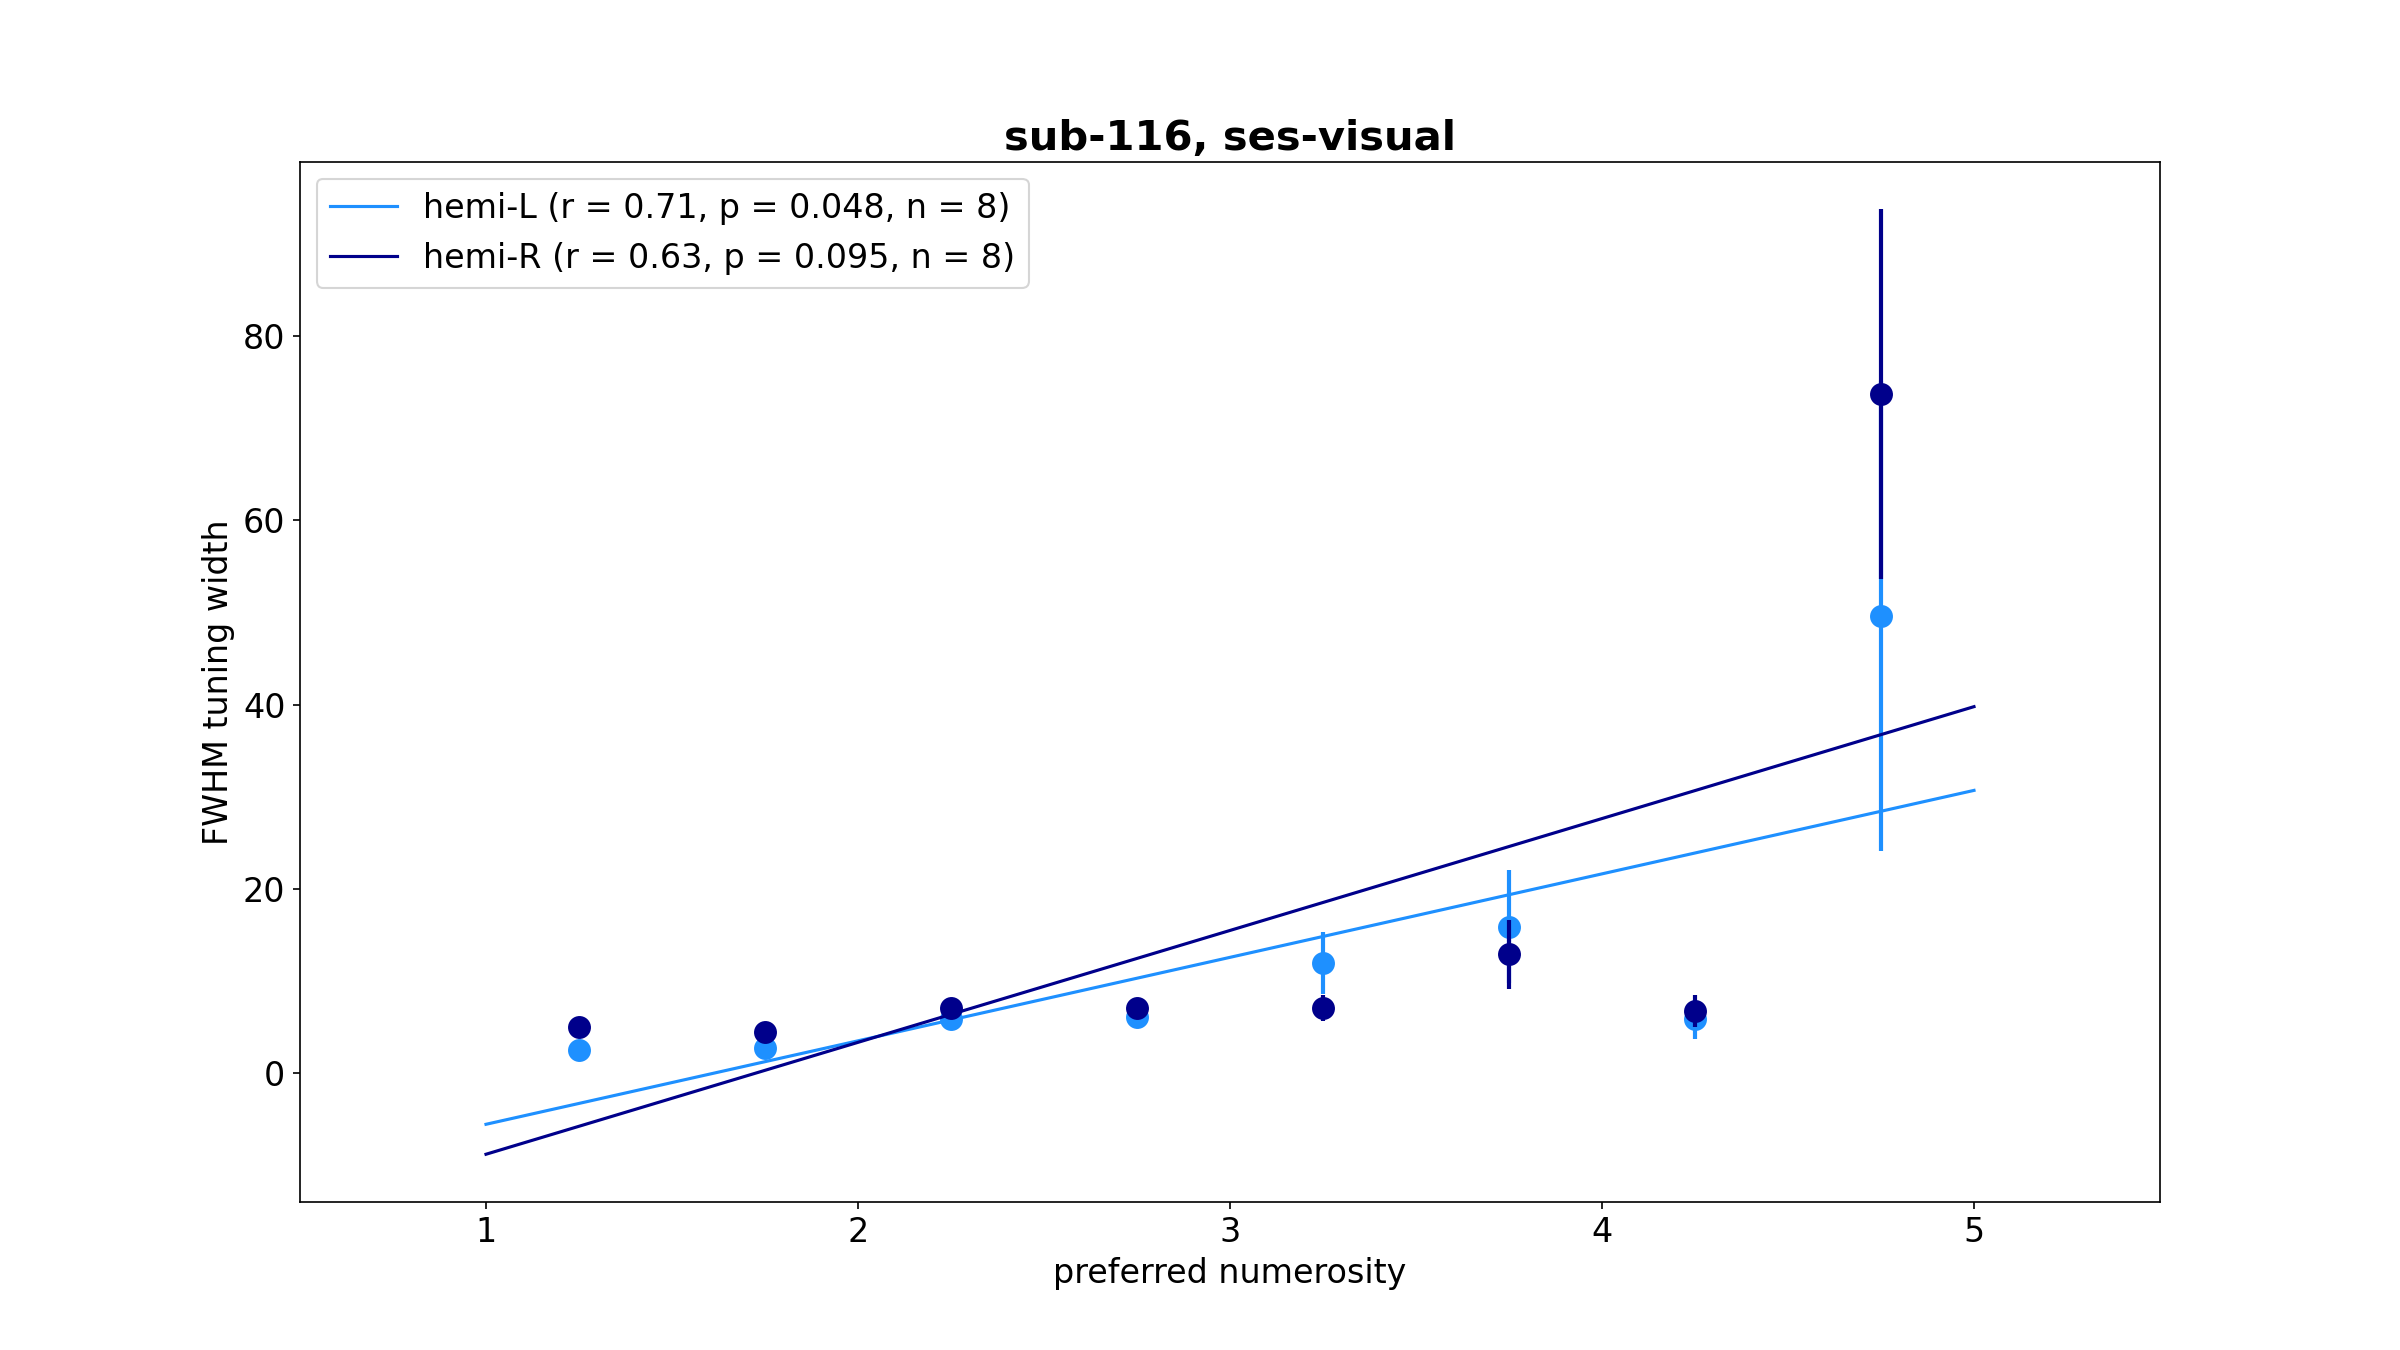 sub-116, ses-visual
hemi-L (r = 0.71, p = 0.048, n = 8)
hemi-R (r = 0.63, p = 0.095, n = 8)
80
60
40
20
0
FWHM tuning width
1 2 3 4 5
preferred numerosity